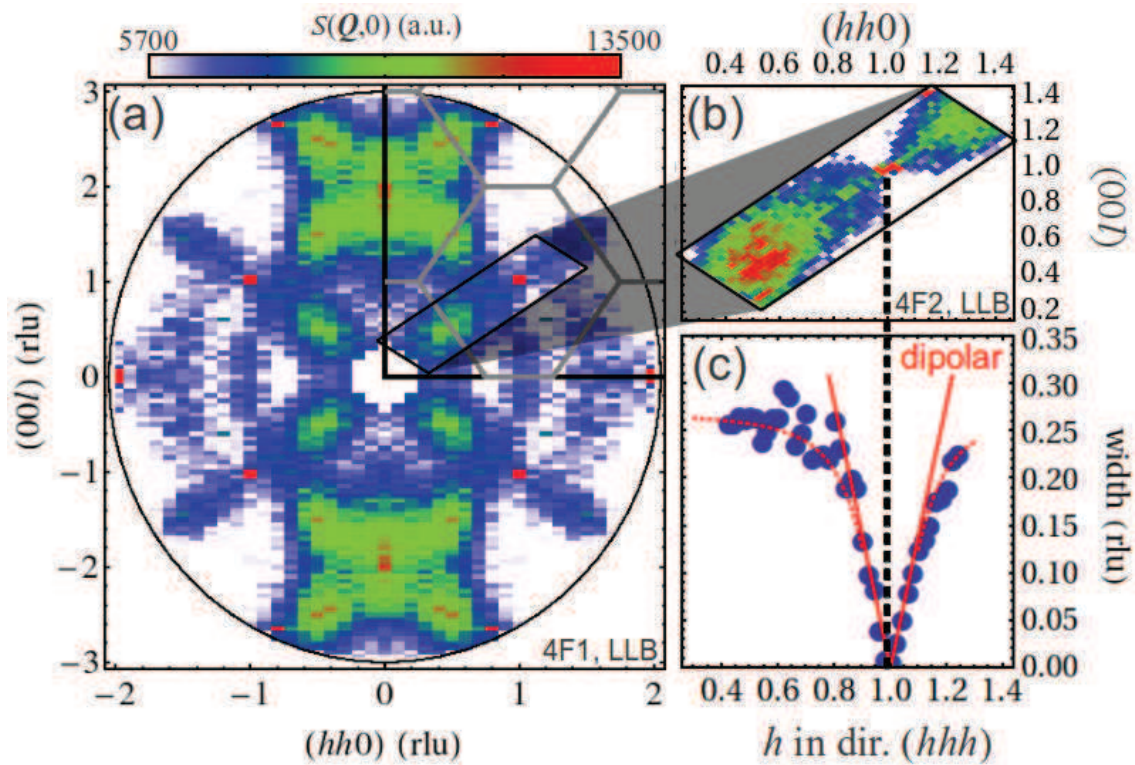 S(Q,0) (a.u.)
5700 13500
(a)
3
2
1
0
−1
−2
−3
(00l) (rlu)
−2 −1 0 1 2
(hh0) (rlu)
4F1, LLB
(hh0)
0.4 0.6 0.8 1.0 1.2 1.4
(b)
1.4
1.2
1.0
0.8
0.6
0.4
0.2
(00l)
4F2, LLB
(c)
dipolar
0.35
0.30
0.25
0.20
0.15
0.10
0.05
0.00
width (rlu)
0.4 0.6 0.8 1.0 1.2 1.4
h in dir. (hhh)